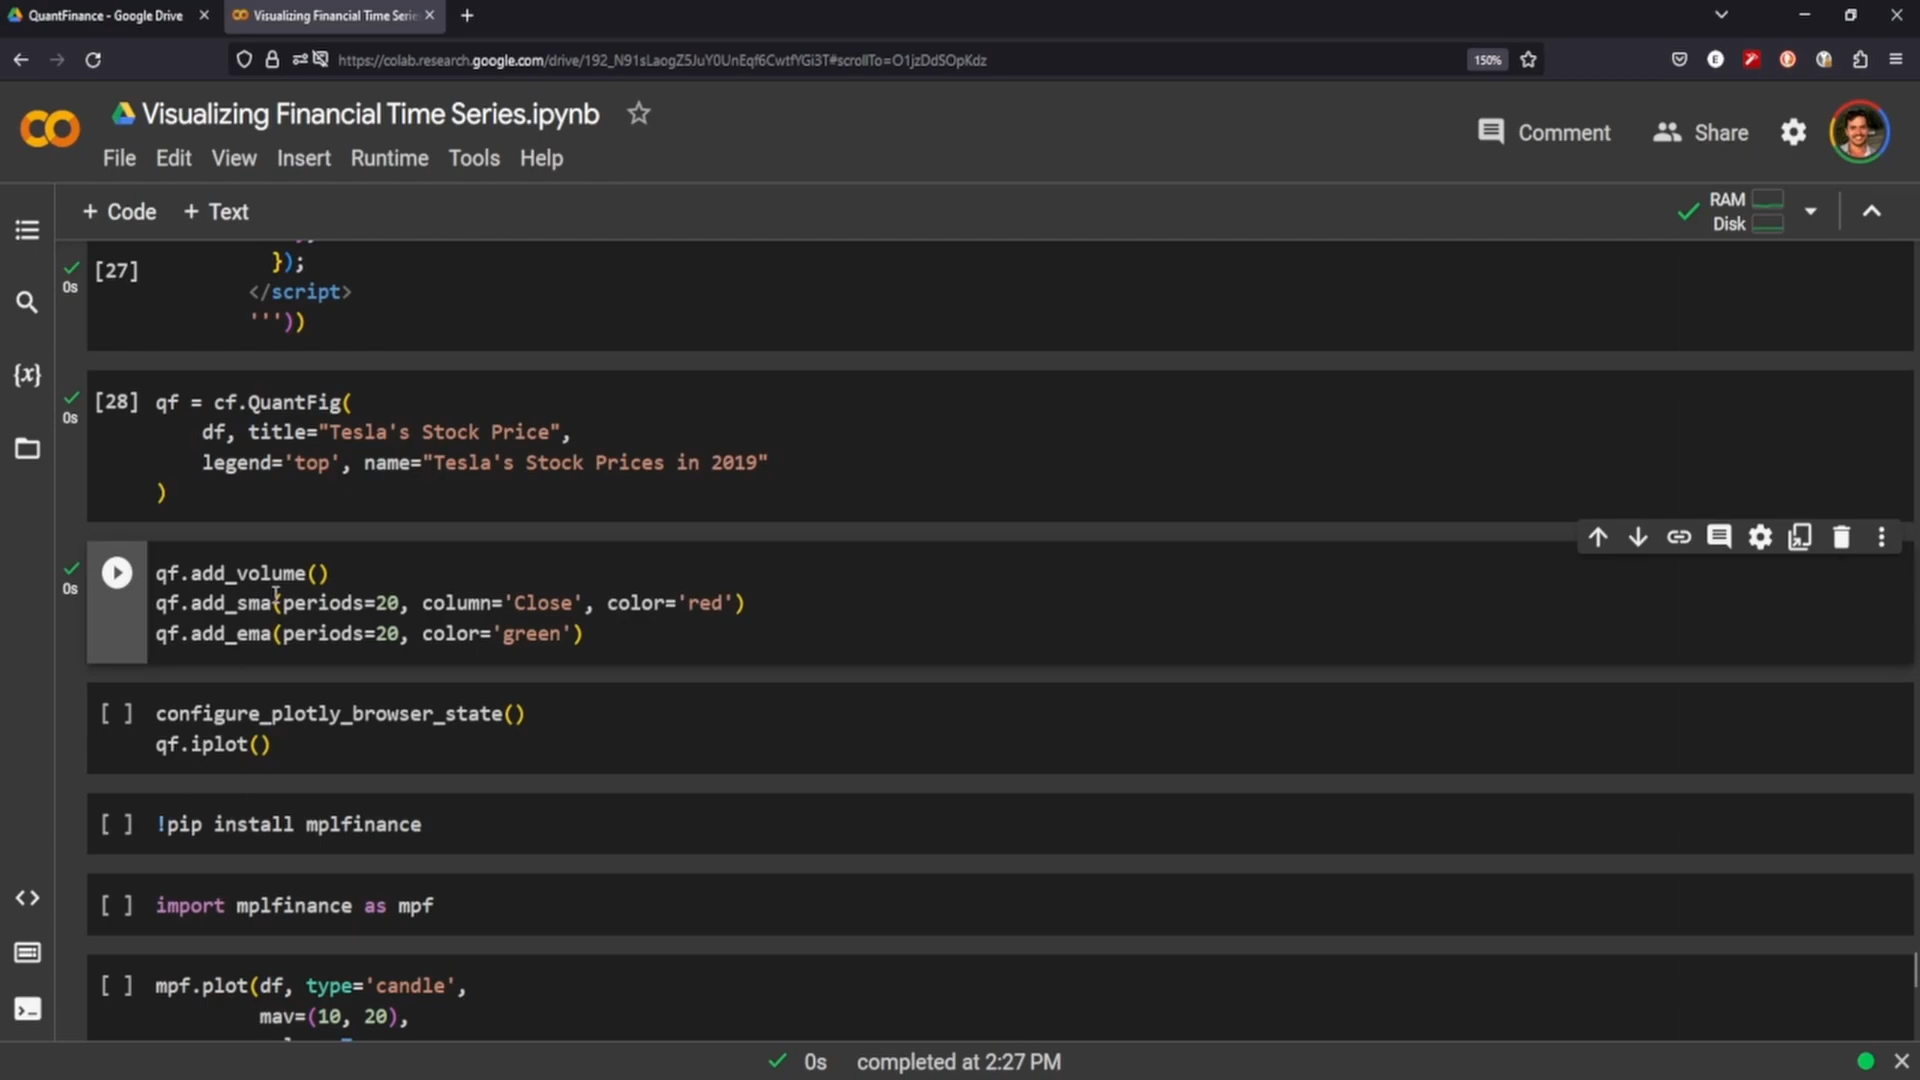 QuantFinance - Google Drive
Visualizing Financial Time Serie
https://colab.research.google.com/drive/192_N91sLaogZ5JuY0UnEqf6CwtfYGi3T#scrollTo=O1jzDdSOpKdz
150%
Visualizing Financial Time Series.ipynb
Comment
Share
File Edit View Insert Runtime Tools Help
+ Code + Text
RAM
Disk
[27]
0s
});
</script>
'''))
[28] qf = cf.QuantFig(
0s
df, title="Tesla's Stock Price",
legend='top', name="Tesla's Stock Prices in 2019"
)
qf.add_volume()
0s
qf.add_sma(periods=20, column='Close', color='red')
qf.add_ema(periods=20, color='green')
[ ] configure_plotly_browser_state()
qf.iplot()
[ ] !pip install mplfinance
[ ] import mplfinance as mpf
[ ] mpf.plot(df, type='candle',
mav=(10, 20),
0s completed at 2:27 PM